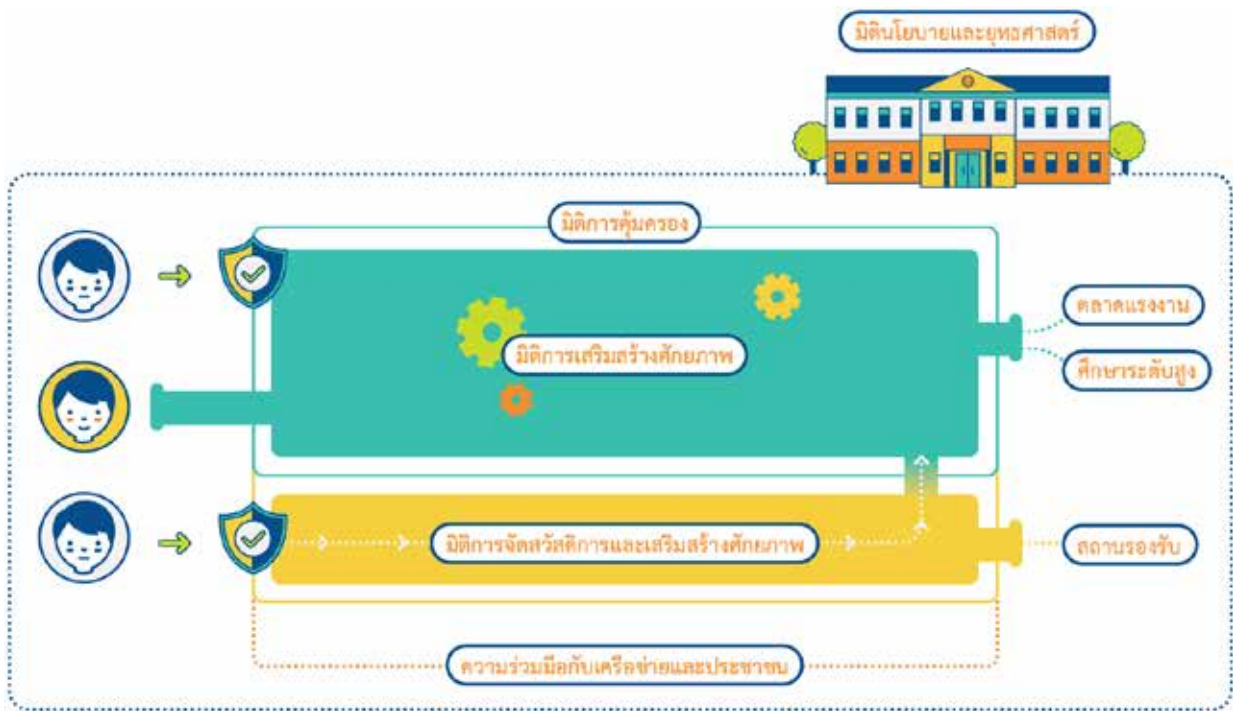 มิตินโยบายและยุทธศาสตร์
มิติการคุ้มครอง
ตลาดแรงงาน
มิติการเสริมสร้างศักยภาพ
ศึกษาระดับสูง
มิติการจัดสวัสดิการและเสริมสร้างศักยภาพ
สถานรองรับ
ความร่วมมือกับเครือข่ายและประชาชน